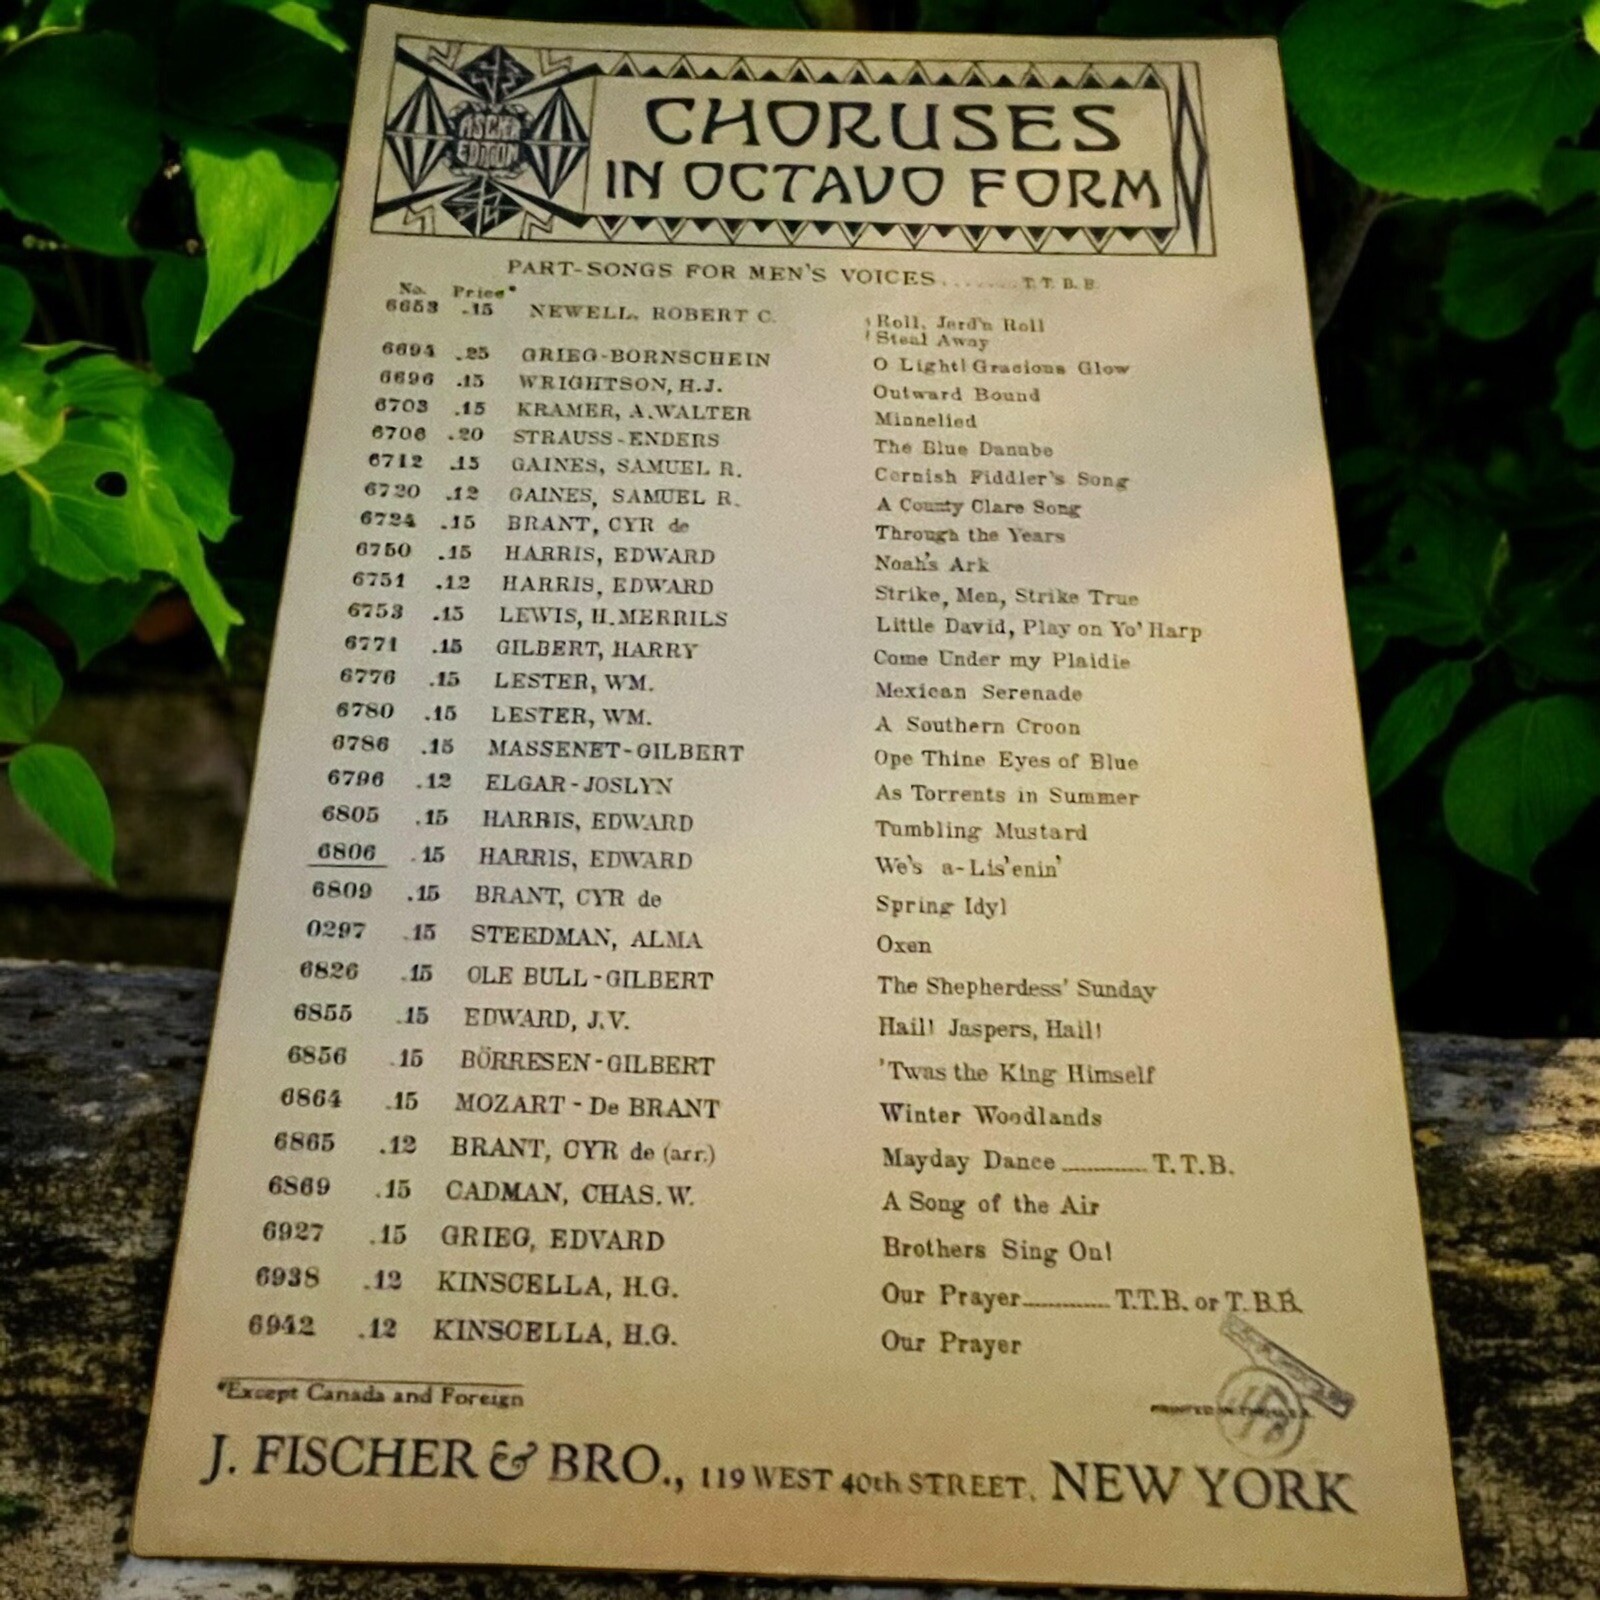 FISCHER EDITION
CHORUSES
IN OCTAVO FORM
PART-SONGS FOR MEN'S VOICES........T. T. B. B.
No. Price*
6653 .15 NEWELL, ROBERT C. Roll, Jerd'n Roll
Steal Away
6694 .25 GRIEG-BORNSCHEIN O Light! Gracious Glow
6696 .15 WRIGHTSON, H.J. Outward Bound
6703 .15 KRAMER, A.WALTER Minnelied
6706 .20 STRAUSS-ENDERS The Blue Danube
6712 .15 GAINES, SAMUEL R. Cornish Fiddler's Song
6720 .12 GAINES, SAMUEL R. A County Clare Song
6724 .15 BRANT, CYR de Through the Years
6750 .15 HARRIS, EDWARD Noah's Ark
6751 .12 HARRIS, EDWARD Strike, Men, Strike True
6753 .15 LEWIS, H.MERRILS Little David, Play on Yo' Harp
6771 .15 GILBERT, HARRY Come Under my Plaidie
6776 .15 LESTER, WM. Mexican Serenade
6780 .15 LESTER, WM. A Southern Croon
6786 .15 MASSENET-GILBERT Ope Thine Eyes of Blue
6796 .12 ELGAR-JOSLYN As Torrents in Summer
6805 .15 HARRIS, EDWARD Tumbling Mustard
6806 .15 HARRIS, EDWARD We's a-Lis'enin'
6809 .15 BRANT, CYR de Spring Idyl
0297 .15 STEEDMAN, ALMA Oxen
6826 .15 OLE BULL-GILBERT The Shepherdess' Sunday
6855 .15 EDWARD, J.V. Hail! Jaspers, Hail!
6856 .15 BÖRRESEN-GILBERT 'Twas the King Himself
6864 .15 MOZART-De BRANT Winter Woodlands
6865 .12 BRANT, CYR de (arr.) Mayday Dance............T.T.B.
6869 .15 CADMAN, CHAS. W. A Song of the Air
6927 .15 GRIEG, EDVARD Brothers Sing On!
6938 .12 KINSCELLA, H.G. Our Prayer............T.T.B. or T.B.B.
6942 .12 KINSCELLA, H.G. Our Prayer
*Except Canada and Foreign
PRINTED IN THE U.S.A.
J. FISCHER & BRO., 119 WEST 40th STREET, NEW YORK